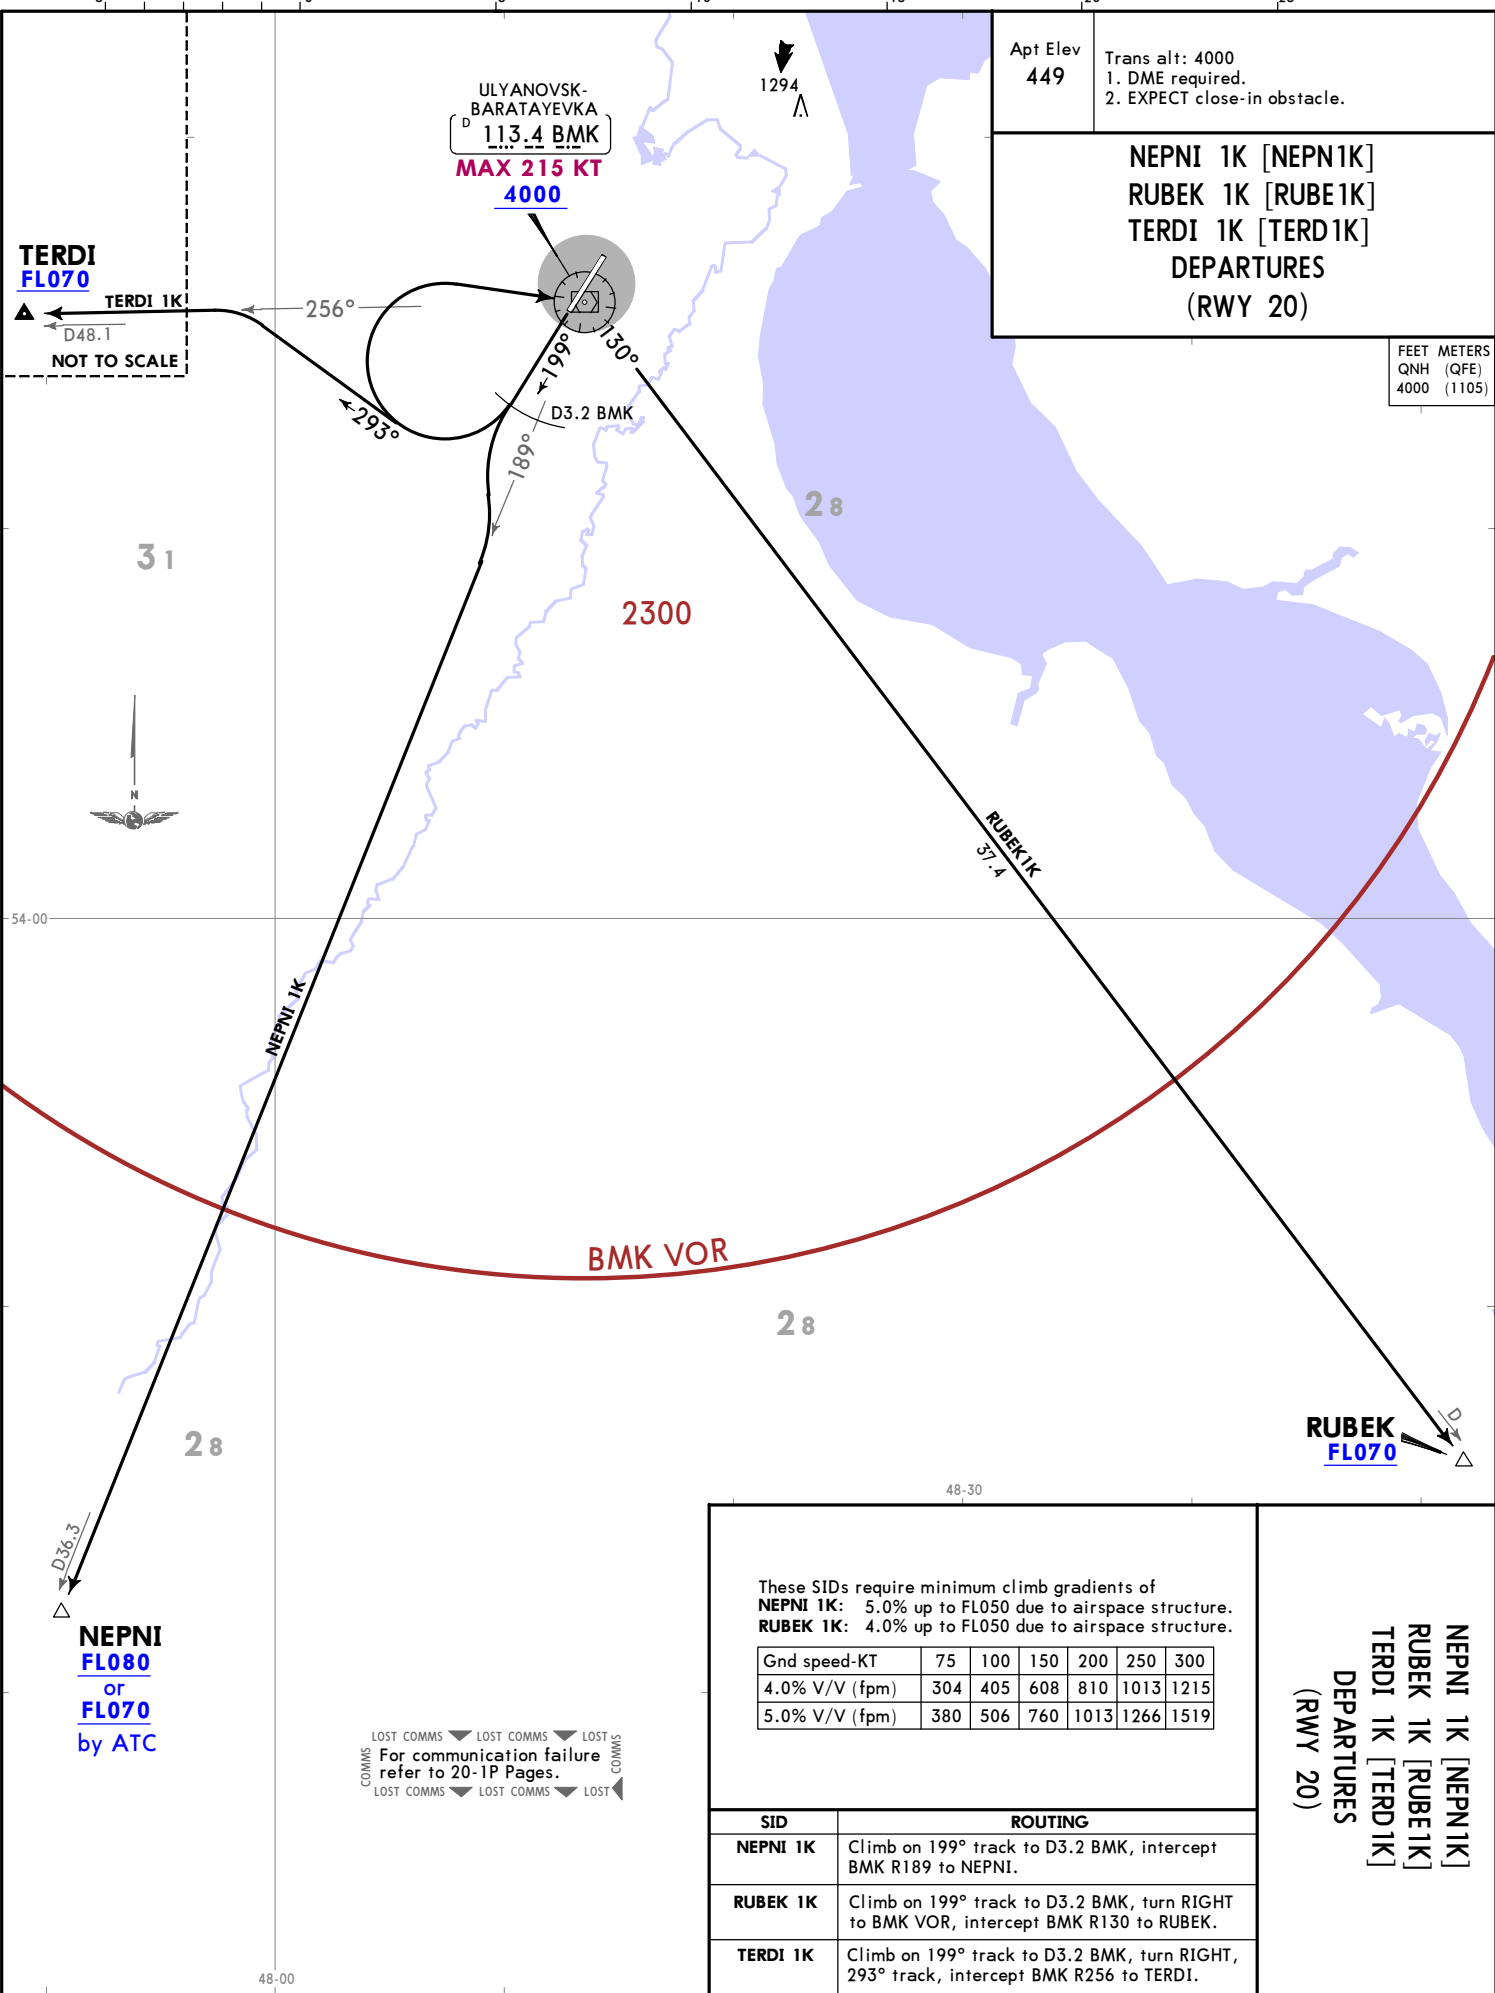 Apt Elev
449
Trans alt: 4000
1. DME required.
2. EXPECT close-in obstacle.
NEPNI 1K [NEPN1K]
RUBEK 1K [RUBE1K]
TERDI 1K [TERD1K]
DEPARTURES
(RWY 20)
FEET METERS
QNH (QFE)
4000 (1105)
1294
ULYANOVSK-
BARATAYEVKA
D 113.4 BMK
MAX 215 KT
4000
TERDI
FL070
TERDI 1K
D48.1
NOT TO SCALE
256°
293°
199°
130°
D3.2 BMK
189°
28
31
2300
N
RUBEK1K
37.4
54-00
NEPNI 1K
BMK VOR
28
28
D
RUBEK
FL070
48-30
D36.3
NEPNI
FL080
or
FL070
by ATC
LOST COMMS LOST COMMS LOST COMMS
For communication failure
refer to 20-1P Pages.
COMMS LOST COMMS LOST COMMS LOST
These SIDs require minimum climb gradients of
NEPNI 1K: 5.0% up to FL050 due to airspace structure.
RUBEK 1K: 4.0% up to FL050 due to airspace structure.
Gnd speed-KT 75 100 150 200 250 300
4.0% V/V (fpm) 304 405 608 810 1013 1215
5.0% V/V (fpm) 380 506 760 1013 1266 1519
SID ROUTING
NEPNI 1K Climb on 199° track to D3.2 BMK, intercept
BMK R189 to NEPNI.
RUBEK 1K Climb on 199° track to D3.2 BMK, turn RIGHT
to BMK VOR, intercept BMK R130 to RUBEK.
TERDI 1K Climb on 199° track to D3.2 BMK, turn RIGHT,
293° track, intercept BMK R256 to TERDI.
NEPNI 1K [NEPN1K]
RUBEK 1K [RUBE1K]
TERDI 1K [TERD1K]
DEPARTURES
(RWY 20)
48-00